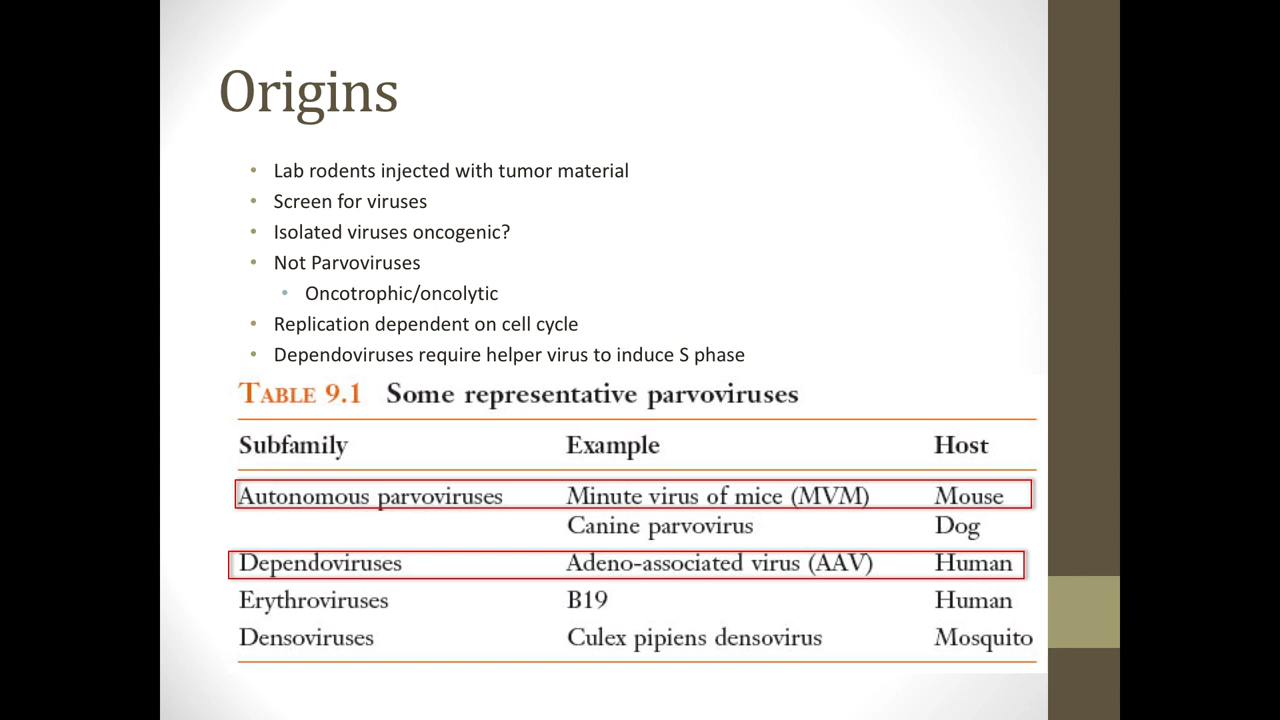 Origins
• Lab rodents injected with tumor material
• Screen for viruses
• Isolated viruses oncogenic?
• Not Parvoviruses
• Oncotrophic/oncolytic
• Replication dependent on cell cycle
• Dependoviruses require helper virus to induce S phase
TABLE 9.1 Some representative parvoviruses
Subfamily Example Host
Autonomous parvoviruses Minute virus of mice (MVM) Mouse
Canine parvovirus Dog
Dependoviruses Adeno-associated virus (AAV) Human
Erythroviruses B19 Human
Densoviruses Culex pipiens densovirus Mosquito